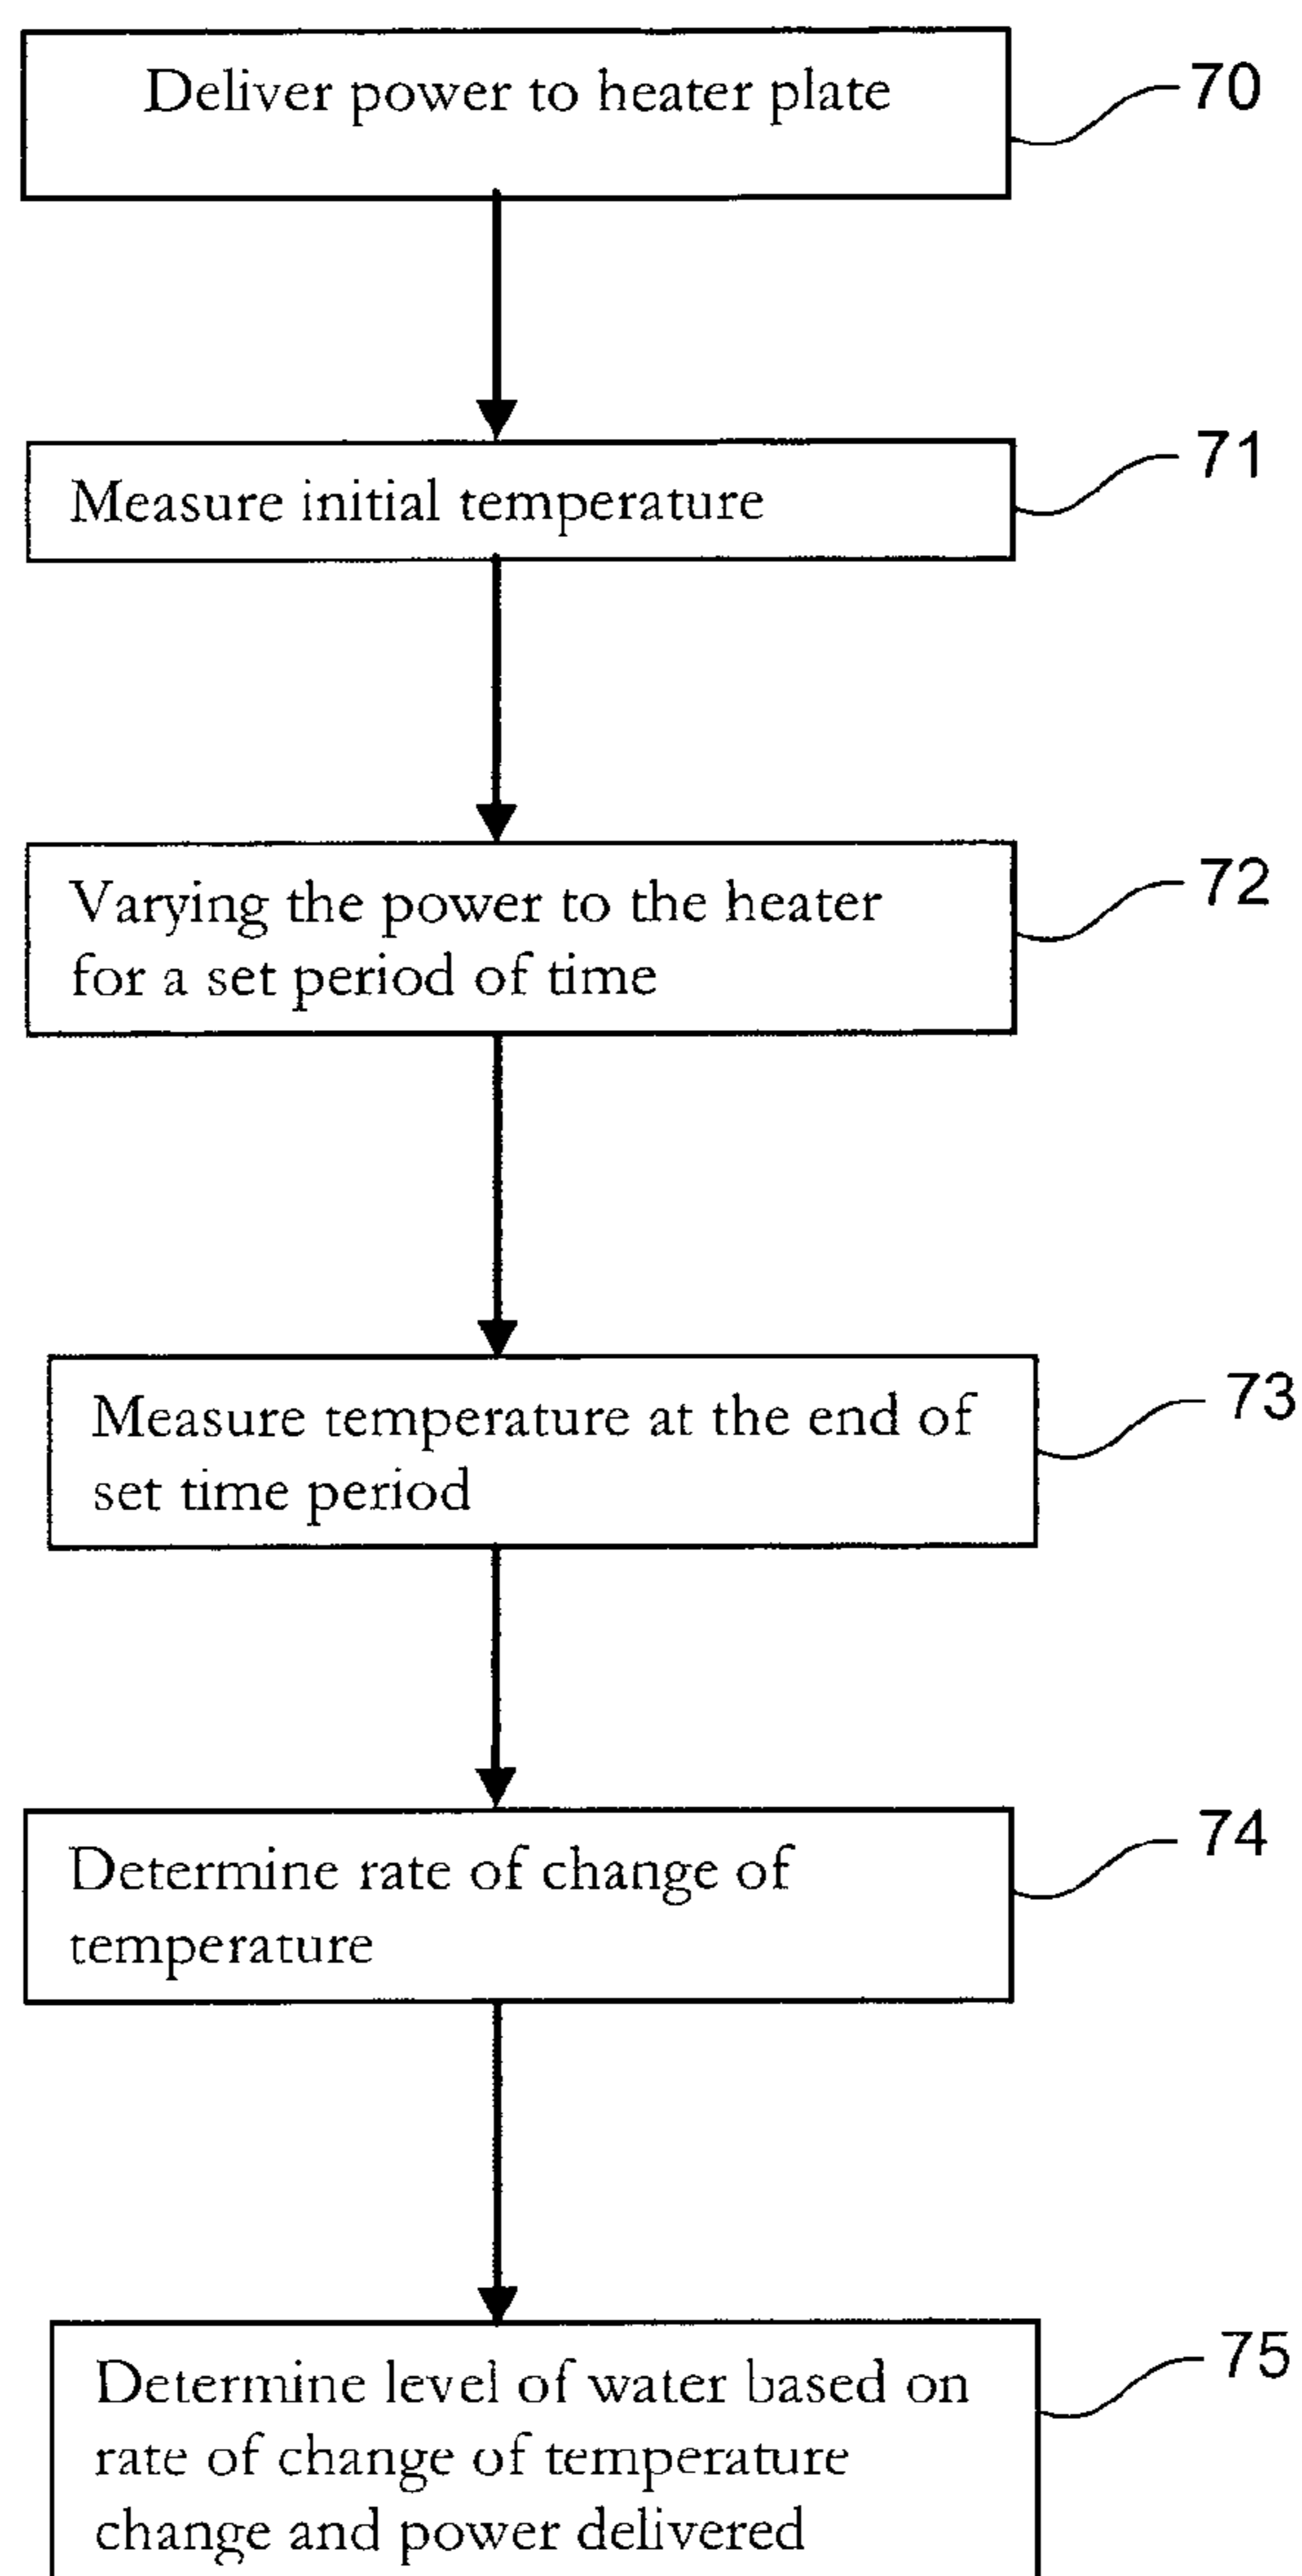 Deliver power to heater plate
70
Measure initial temperature
71
Varying the power to the heater
for a set period of time
72
Measure temperature at the end of
set time period
73
Determine rate of change of
temperature
74
Determine level of water based on
rate of change of temperature
change and power delivered
75